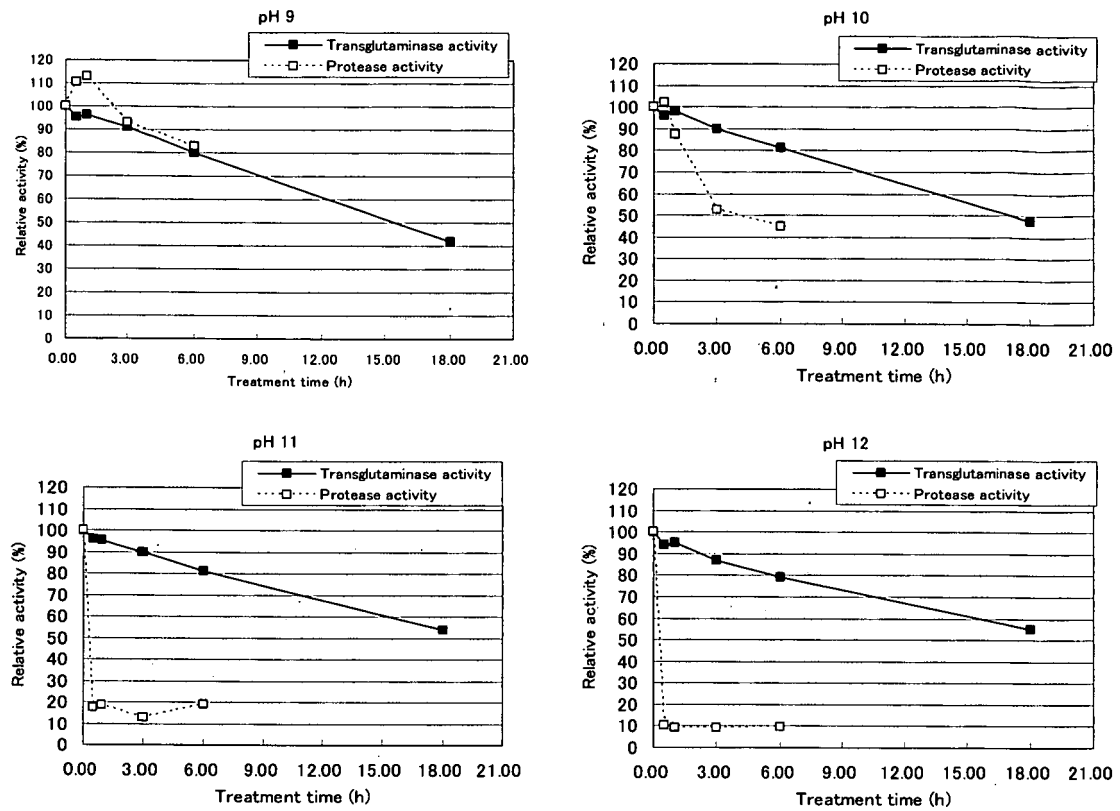 pH 9
Transglutaminase activity
Protease activity
Relative activity (%)
120
110
100
90
80
70
60
50
40
30
20
10
0
0.00 3.00 6.00 9.00 12.00 15.00 18.00 21.00
Treatment time (h)
pH 10
Transglutaminase activity
Protease activity
Relative activity (%)
120
110
100
90
80
70
60
50
40
30
20
10
0
0.00 3.00 6.00 9.00 12.00 15.00 18.00 21.00
Treatment time (h)
pH 11
Transglutaminase activity
Protease activity
Relative activity (%)
120
110
100
90
80
70
60
50
40
30
20
10
0
0.00 3.00 6.00 9.00 12.00 15.00 18.00 21.00
Treatment time (h)
pH 12
Transglutaminase activity
Protease activity
Relative activity (%)
120
110
100
90
80
70
60
50
40
30
20
10
0
0.00 3.00 6.00 9.00 12.00 15.00 18.00 21.00
Treatment time (h)